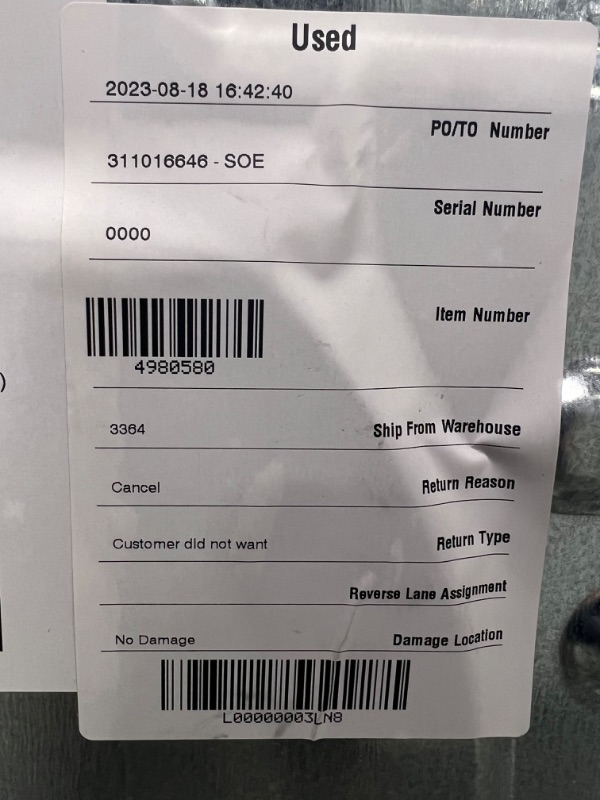 Used
2023-08-18 16:42:40
PO/TO Number
311016646 - SOE
Serial Number
0000
Item Number
4980580
3364 Ship From Warehouse
Cancel Return Reason
Customer did not want Return Type
Reverse Lane Assignment
No Damage Damage Location
L00000003LN8
)